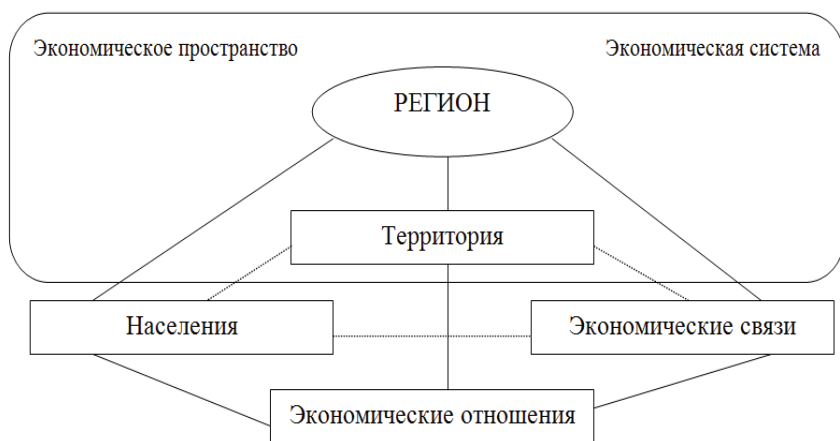 Экономическое пространство
Экономическая система
РЕГИОН
Территория
Населения
Экономические связи
Экономические отношения